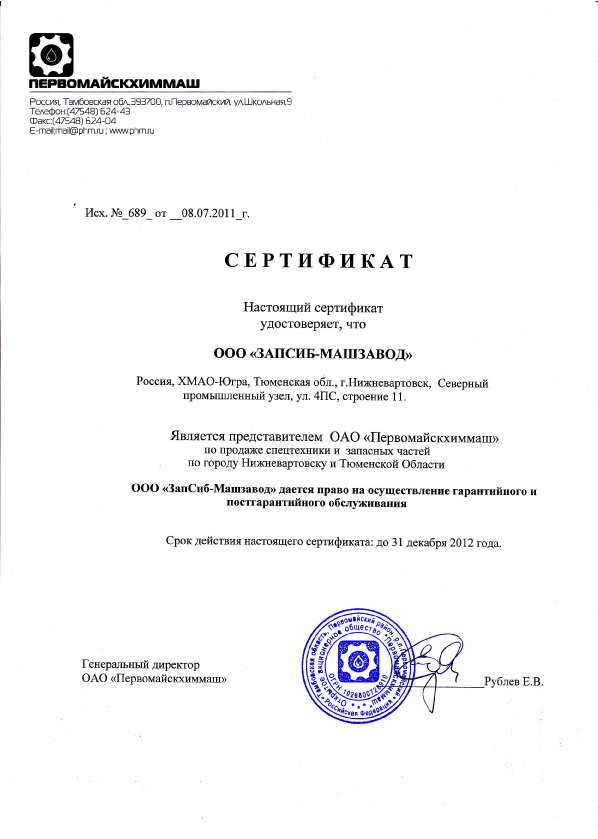 ПЕРВОМАЙСКХИММАШ
Россия, Тамбовская обл.,393700, п.Первомайский, ул.Школьная,9
Телефон:(47548) 624-43
Факс:(47548) 624-04
E-mail:mail@phm.ru ; www.phm.ru
Исх. №_689_ от __08.07.2011_г.
СЕРТИФИКАТ
Настоящий сертификат
удостоверяет, что
ООО «ЗАПСИБ-МАШЗАВОД»
Россия, ХМАО-Югра, Тюменская обл., г.Нижневартовск, Северный
промышленный узел, ул. 4ПС, строение 11.
Является представителем ОАО «Первомайскхиммаш»
по продаже спецтехники и запасных частей
по городу Нижневартовску и Тюменской Области
ООО «ЗапСиб-Машзавод» дается право на осуществление гарантийного и
постгарантийного обслуживания
Срок действия настоящего сертификата: до 31 декабря 2012 года.
Тамбовская область, Первомайский район, р.п.Первомайский
Российская Федерация
Открытое акционерное общество "Первомайскхиммаш"
ОГРН 1026800728910
Генеральный директор
ОАО «Первомайскхиммаш» Рублев Е.В.